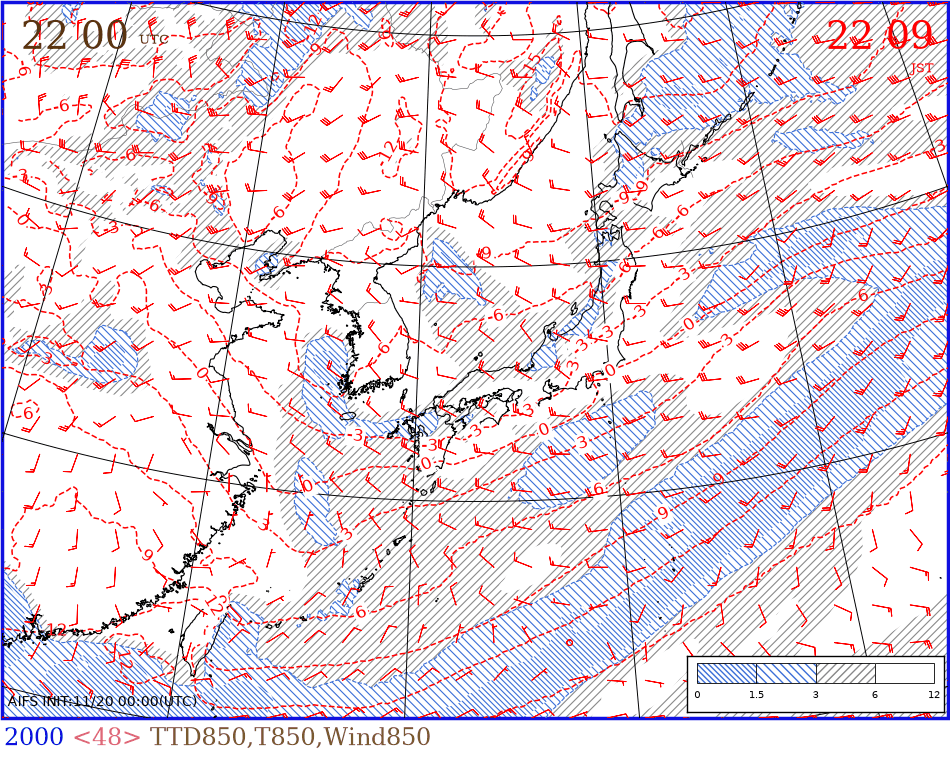 22 00 UTC
22 09
JST
0 1.5 3 6 12
AIFS INIT:11/20 00:00(UTC)
2000 <48> TTD850,T850,Wind850